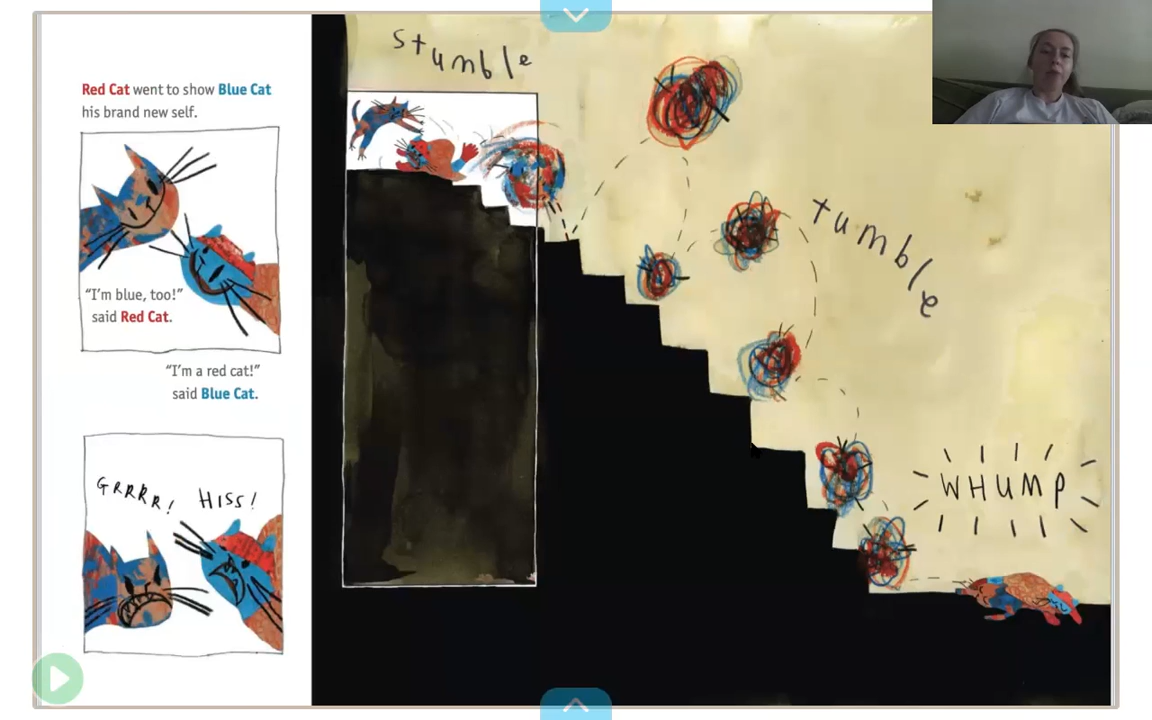 Red Cat went to show Blue Cat
his brand new self.
"I'm blue, too!"
said Red Cat.
"I'm a red cat!"
said Blue Cat.
GRRRR! HISS!
stumble
tumble
WHUMP